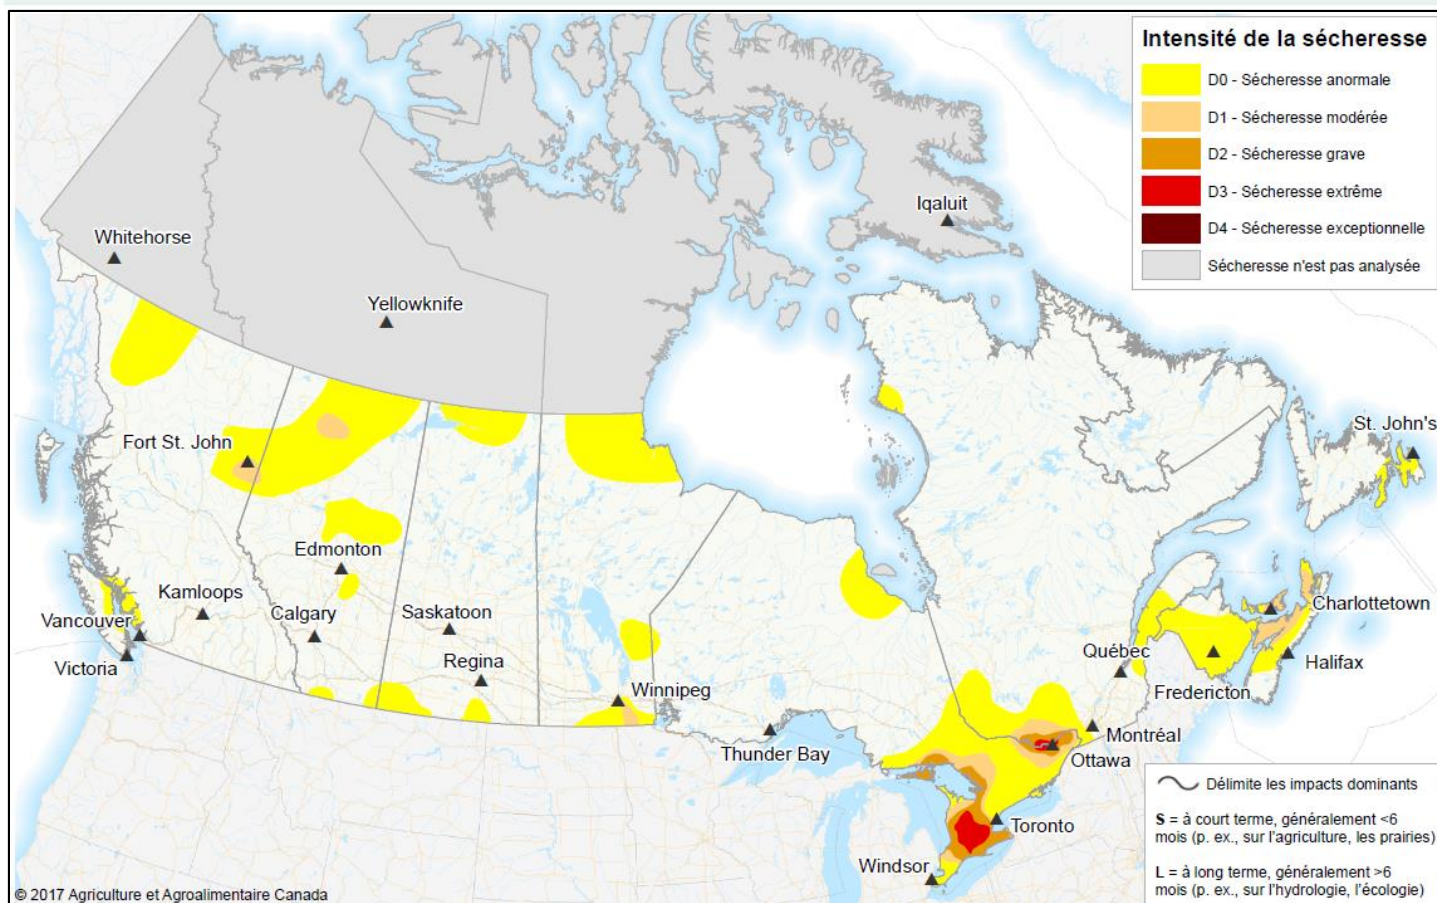 Intensité de la sécheresse
D0 - Sécheresse anormale
D1 - Sécheresse modérée
D2 - Sécheresse grave
D3 - Sécheresse extrême
D4 - Sécheresse exceptionnelle
Sécheresse n'est pas analysée
Iqaluit
Whitehorse
Yellowknife
St. John's
Fort St. John
Edmonton
Kamloops
Calgary
Saskatoon
Vancouver
Charlottetown
Victoria
Regina
Québec
Halifax
Winnipeg
Fredericton
Montréal
Thunder Bay
Ottawa
Toronto
Windsor
Délimite les impacts dominants
S = à court terme, généralement <6
mois (p. ex., sur l'agriculture, les prairies)
L = à long terme, généralement >6
mois (p. ex., sur l'hydrologie, l'écologie)
© 2017 Agriculture et Agroalimentaire Canada